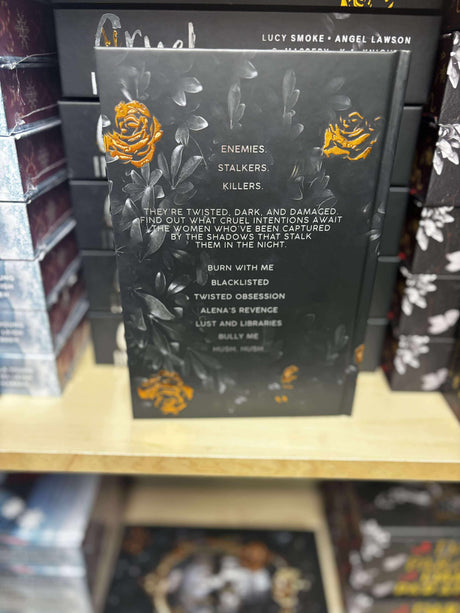 LUCY SMOKE • ANGEL LAWSON
ENEMIES.
STALKERS.
KILLERS.
THEY'RE TWISTED, DARK, AND DAMAGED.
FIND OUT WHAT CRUEL INTENTIONS AWAIT
THE WOMEN WHO'VE BEEN CAPTURED
BY THE SHADOWS THAT STALK
THEM IN THE NIGHT.
BURN WITH ME
BLACKLISTED
TWISTED OBSESSION
ALENA'S REVENGE
LUST AND LIBRARIES
BULLY ME
HUSH, HUSH